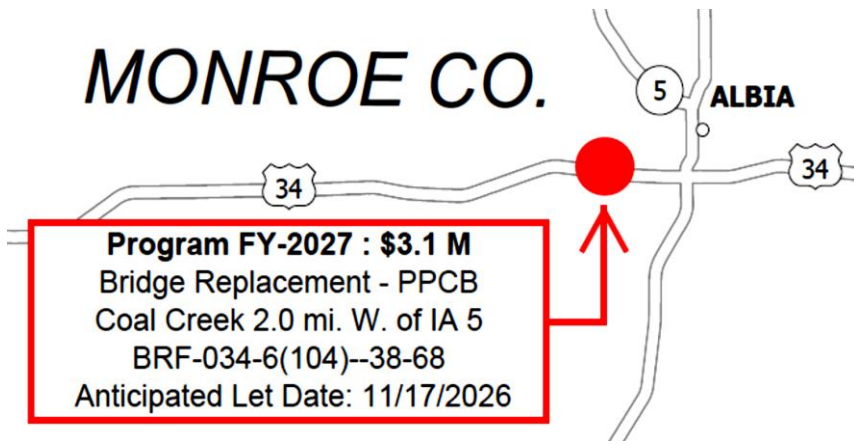 MONROE CO.
5
ALBIA
34
34
Program FY-2027 : $3.1 M
Bridge Replacement - PPCB
Coal Creek 2.0 mi. W. of IA 5
BRF-034-6(104)--38-68
Anticipated Let Date: 11/17/2026